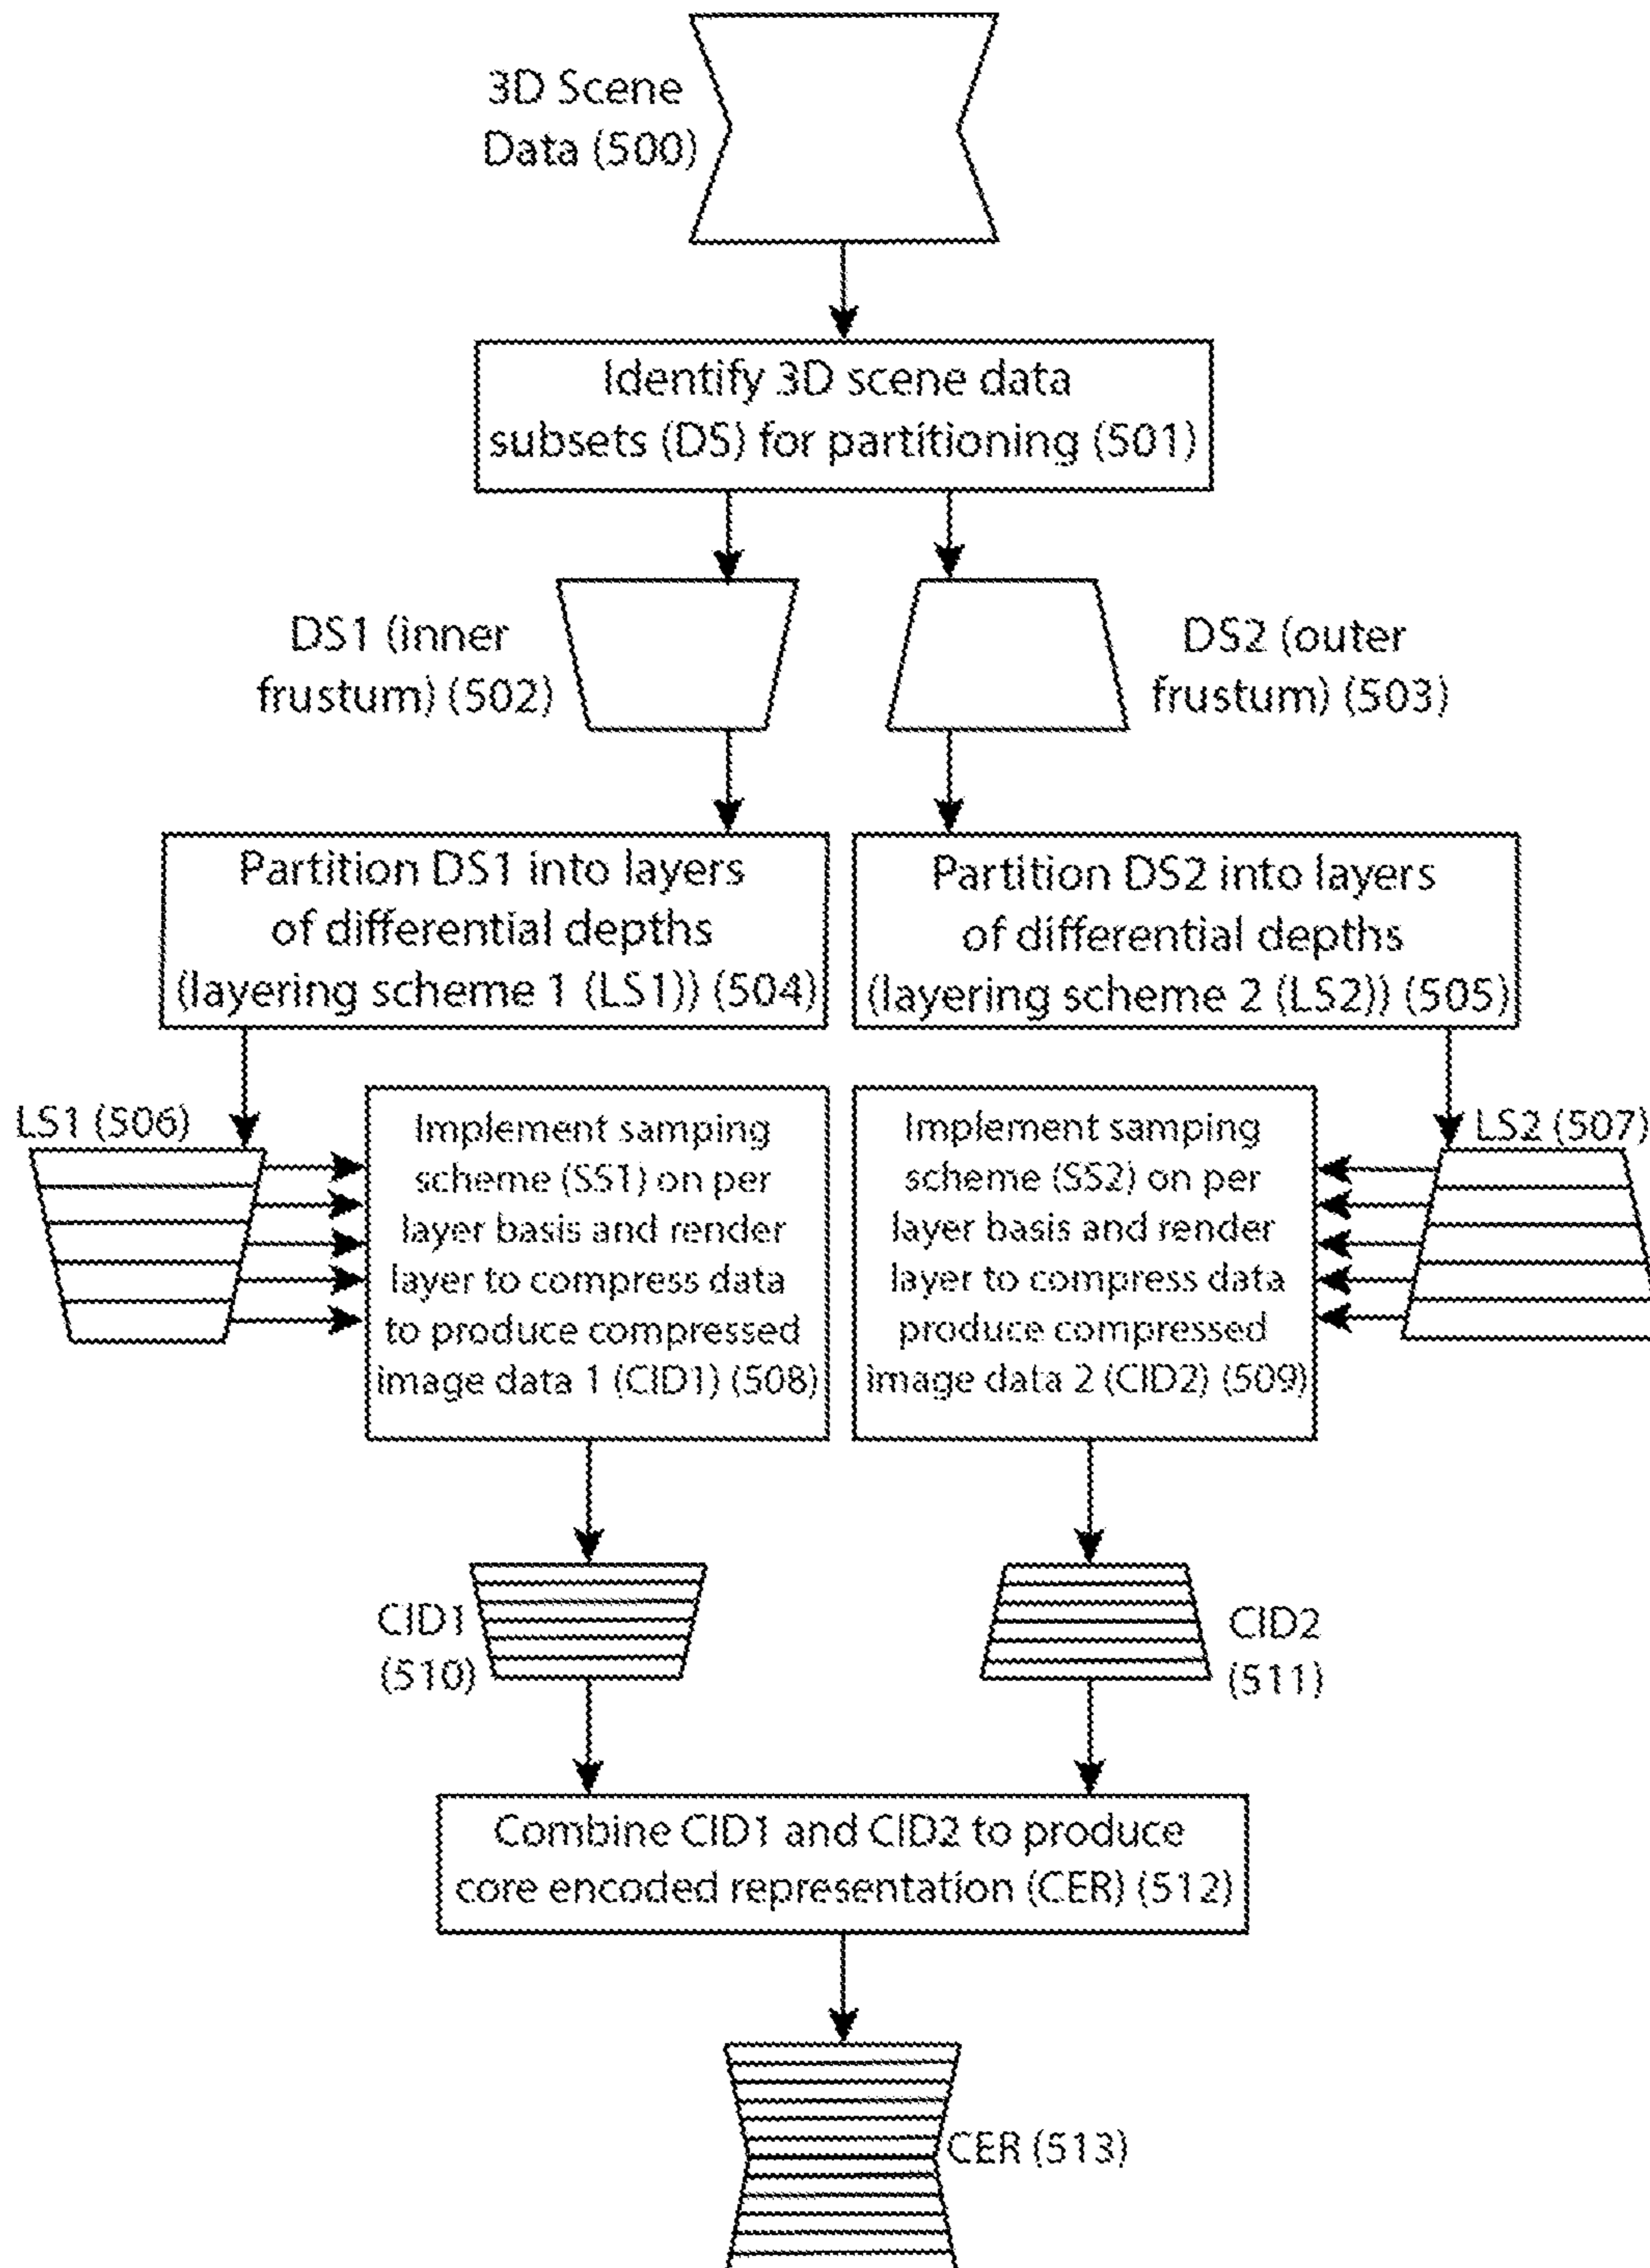 3D Scene
Data (500)
Identify 3D scene data
subsets (DS) for partitioning (501)
DS1 (inner
frustum) (502)
DS2 (outer
frustum) (503)
Partition DS1 into layers
of differential depths
(layering scheme 1 (LS1)) (504)
Partition DS2 into layers
of differential depths
(layering scheme 2 (LS2)) (505)
LS1 (506)
Implement samping
scheme (SS1) on per
layer basis and render
layer to compress data
to produce compressed
image data 1 (CID1) (508)
Implement samping
scheme (SS2) on per
layer basis and render
layer to compress data
produce compressed
image data 2 (CID2) (509)
LS2 (507)
CID1
(510)
CID2
(511)
Combine CID1 and CID2 to produce
core encoded representation (CER) (512)
CER (513)